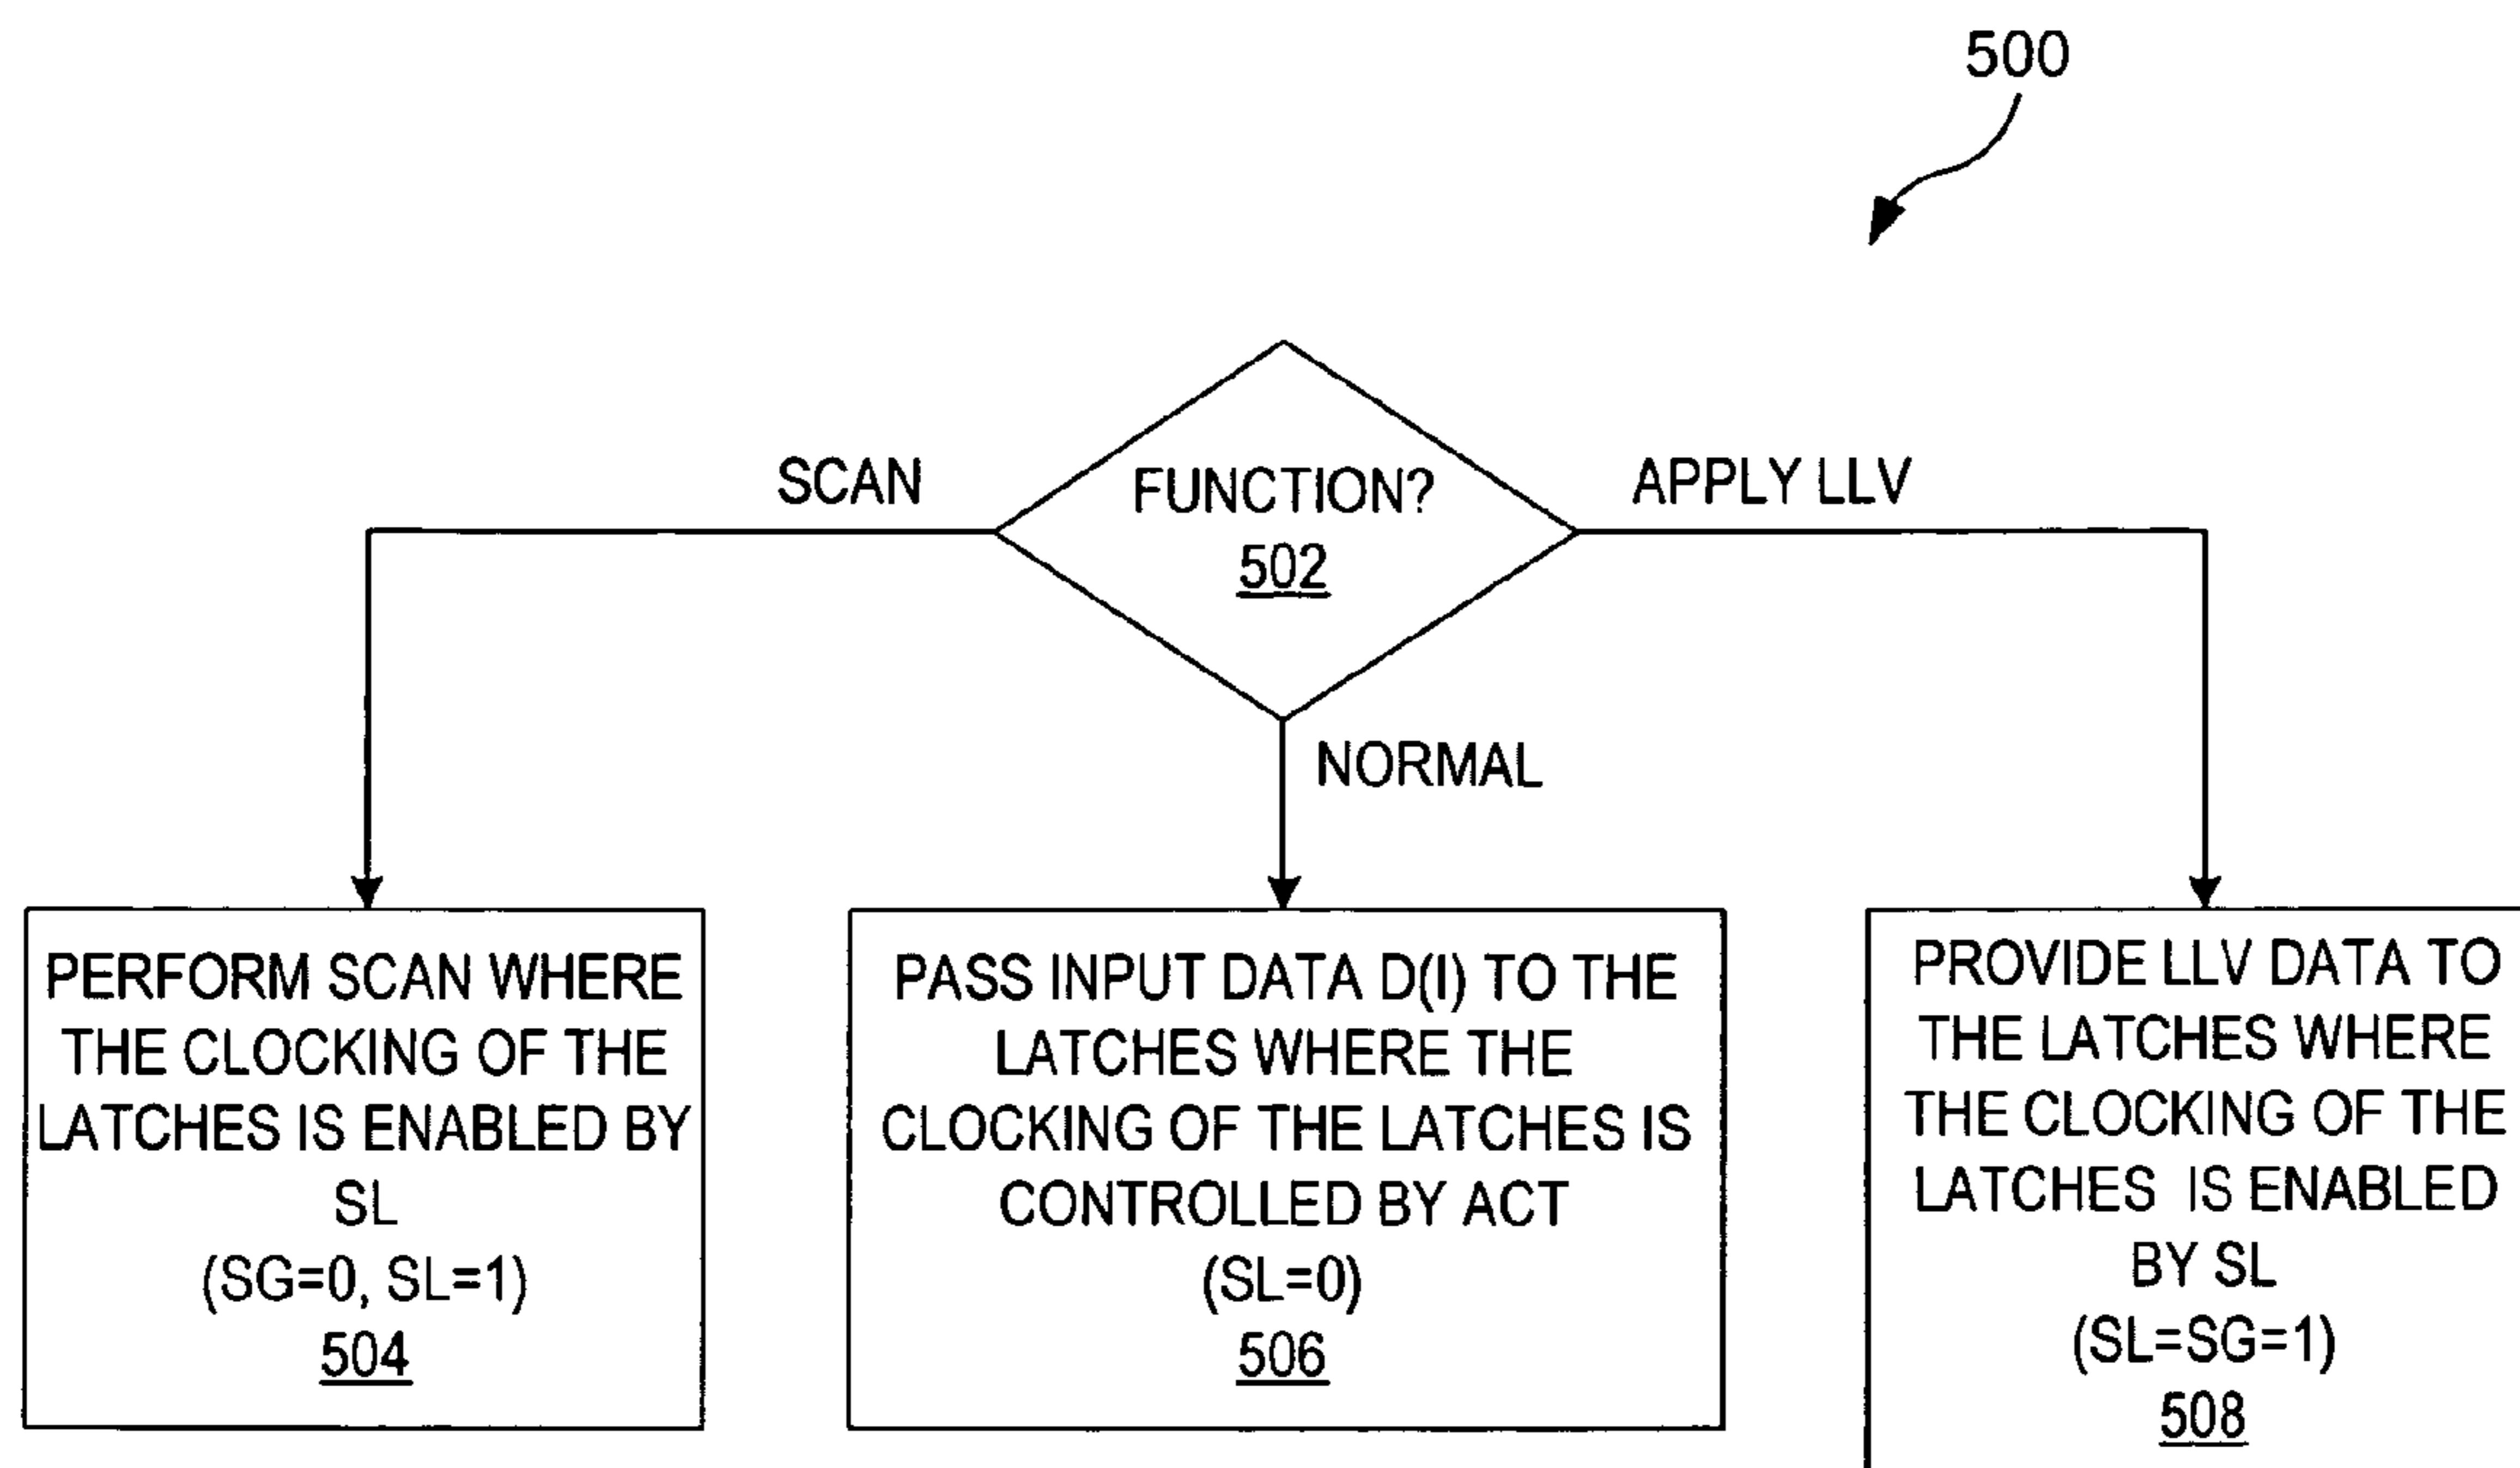 500
FUNCTION?
502
SCAN
APPLY LLV
NORMAL
PERFORM SCAN WHERE
THE CLOCKING OF THE
LATCHES IS ENABLED BY
SL
(SG=0, SL=1)
504
PASS INPUT DATA D(I) TO THE
LATCHES WHERE THE
CLOCKING OF THE LATCHES IS
CONTROLLED BY ACT
(SL=0)
506
PROVIDE LLV DATA TO
THE LATCHES WHERE
THE CLOCKING OF THE
LATCHES IS ENABLED
BY SL
(SL=SG=1)
508